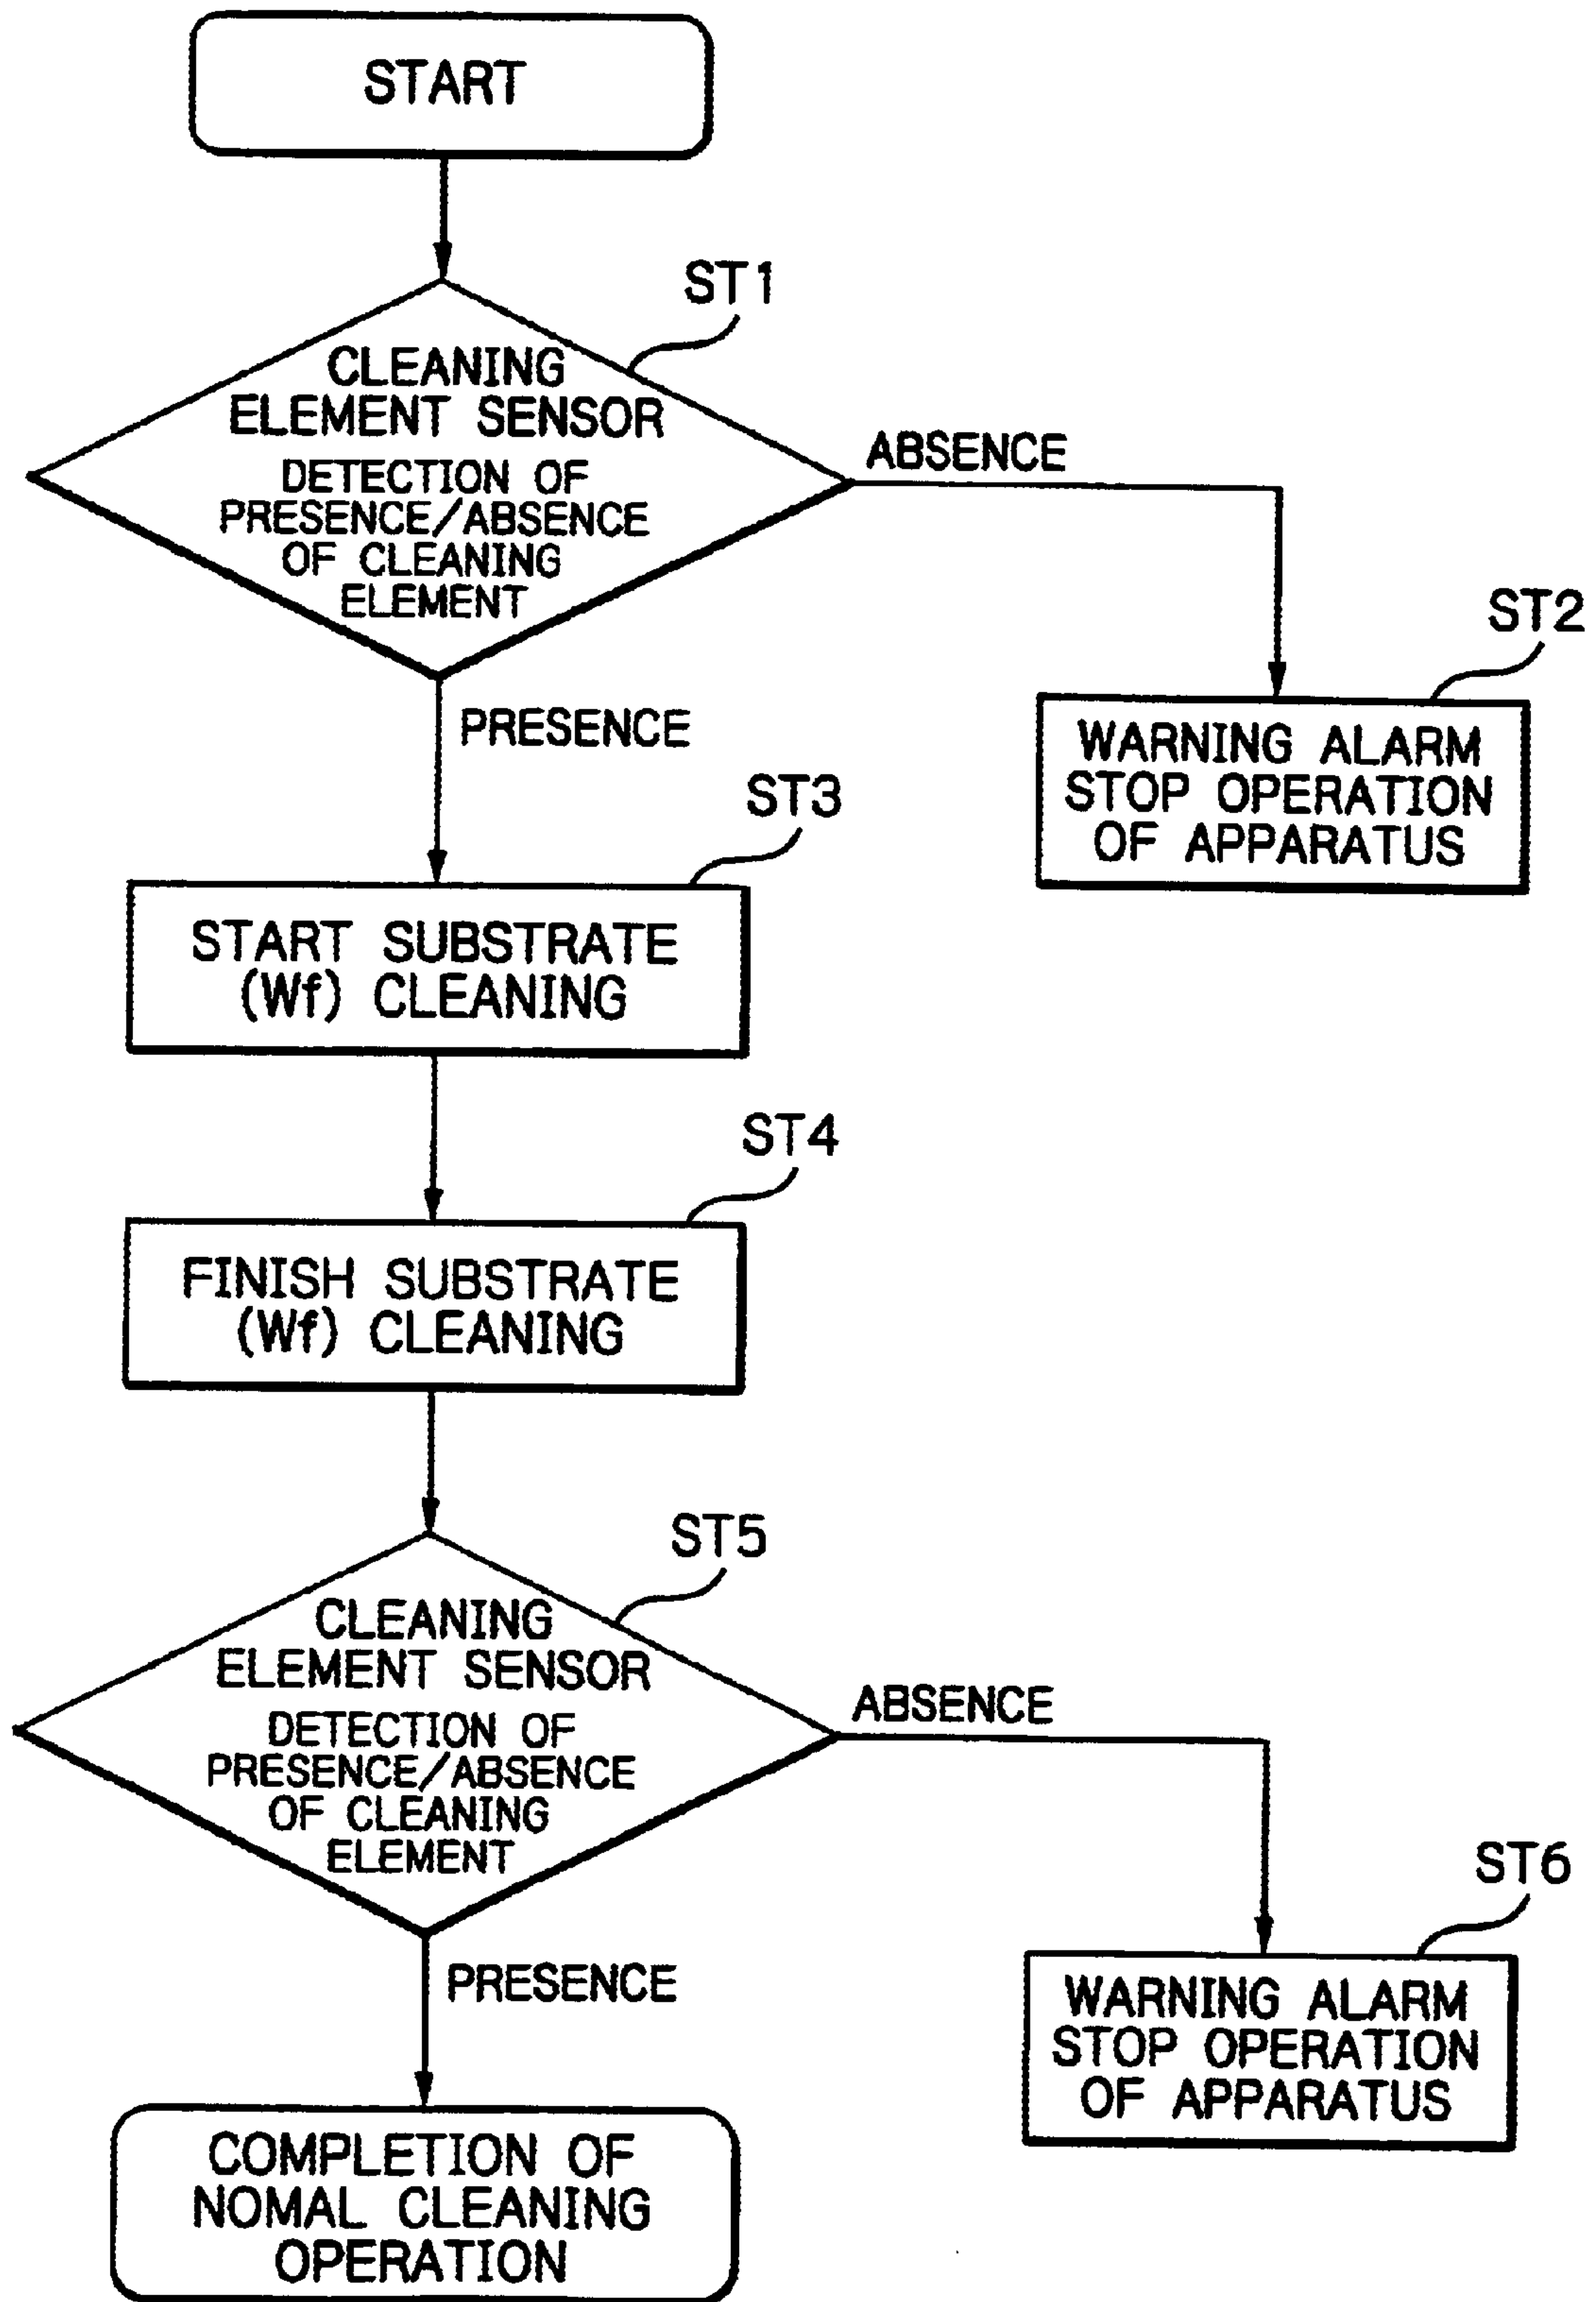 START
ST1
CLEANING
ELEMENT SENSOR
DETECTION OF
PRESENCE/ABSENCE
OF CLEANING
ELEMENT
ABSENCE
ST2
WARNING ALARM
STOP OPERATION
OF APPARATUS
PRESENCE
ST3
START SUBSTRATE
(Wf) CLEANING
ST4
FINISH SUBSTRATE
(Wf) CLEANING
ST5
CLEANING
ELEMENT SENSOR
DETECTION OF
PRESENCE/ABSENCE
OF CLEANING
ELEMENT
ABSENCE
ST6
WARNING ALARM
STOP OPERATION
OF APPARATUS
PRESENCE
COMPLETION OF
NOMAL CLEANING
OPERATION